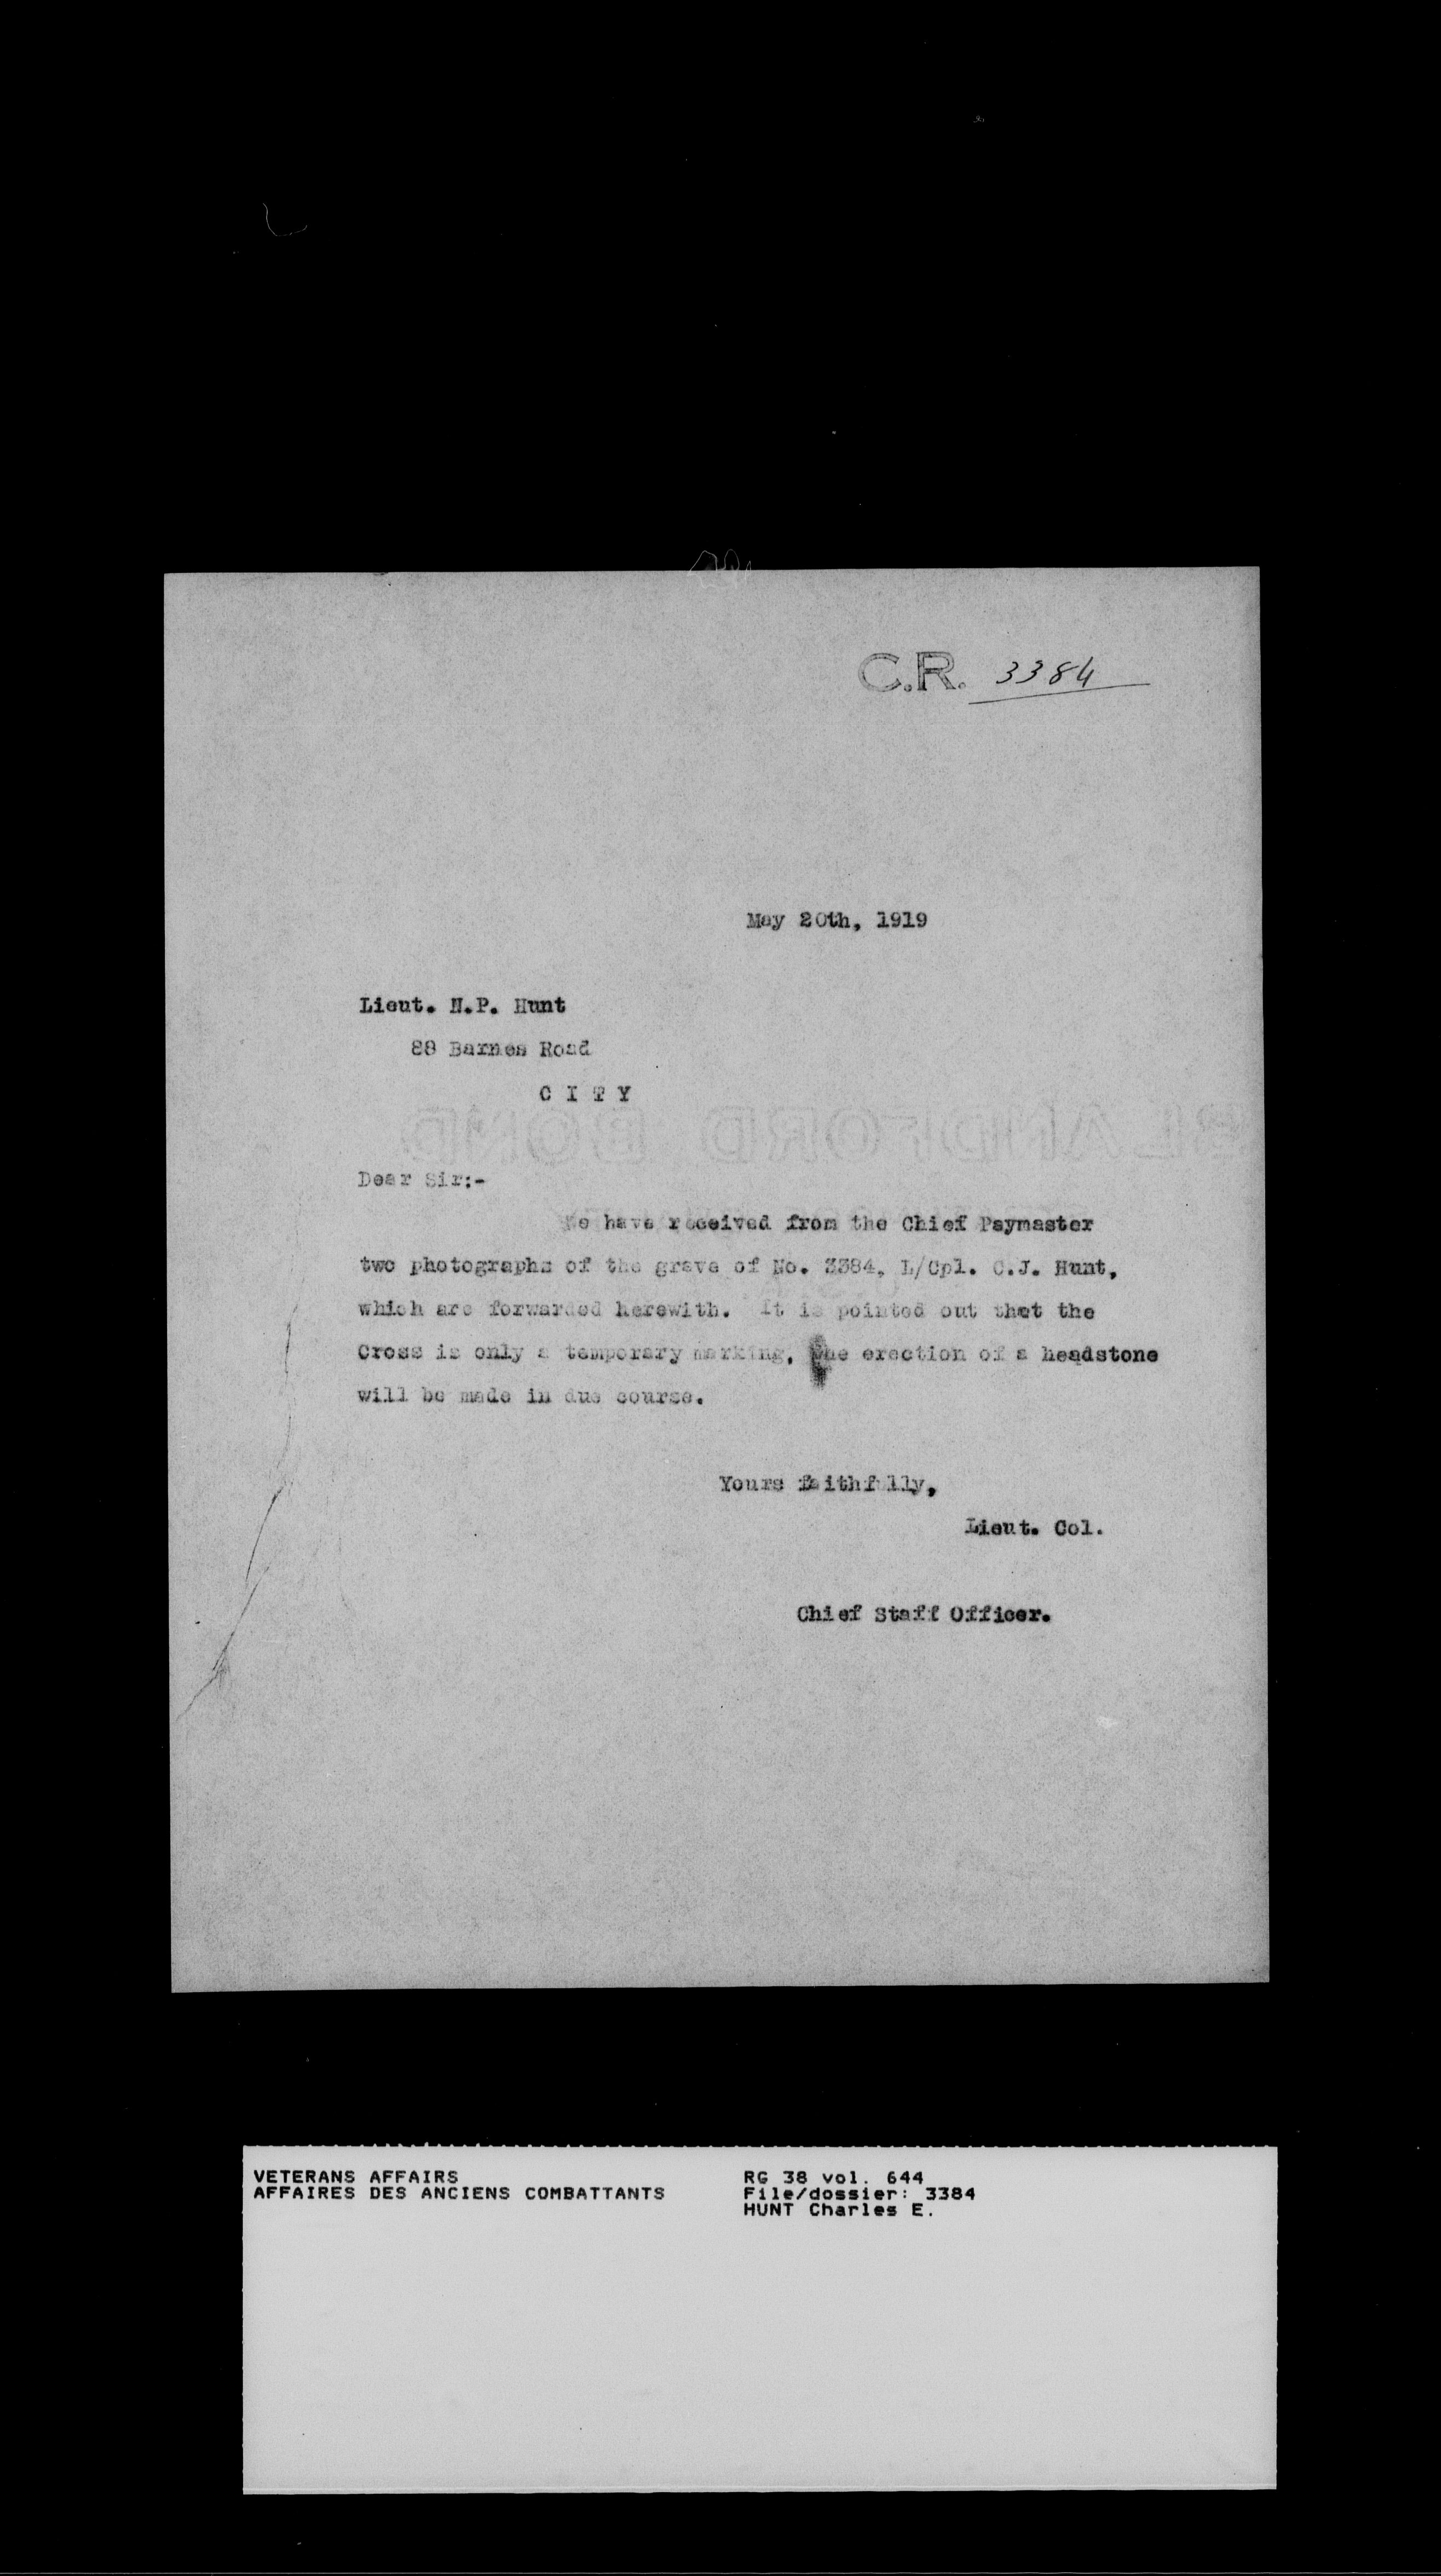 C.R. 3384
May 20th, 1919
Lieut. N.P. Hunt
88 Barnes Road
C I T Y
Dear Sir:-
We have received from the Chief Paymaster
two photographs of the grave of No. 3384, L/Cpl. C.J. Hunt,
which are forwarded herewith. It is pointed out that the
Cross is only a temporary marking, the erection of a headstone
will be made in due course.
Yours faithfully,
Lieut. Col.
Chief Staff Officer.
VETERANS AFFAIRS
AFFAIRES DES ANCIENS COMBATTANTS
RG 38 vol. 644
File/dossier: 3384
HUNT Charles E.